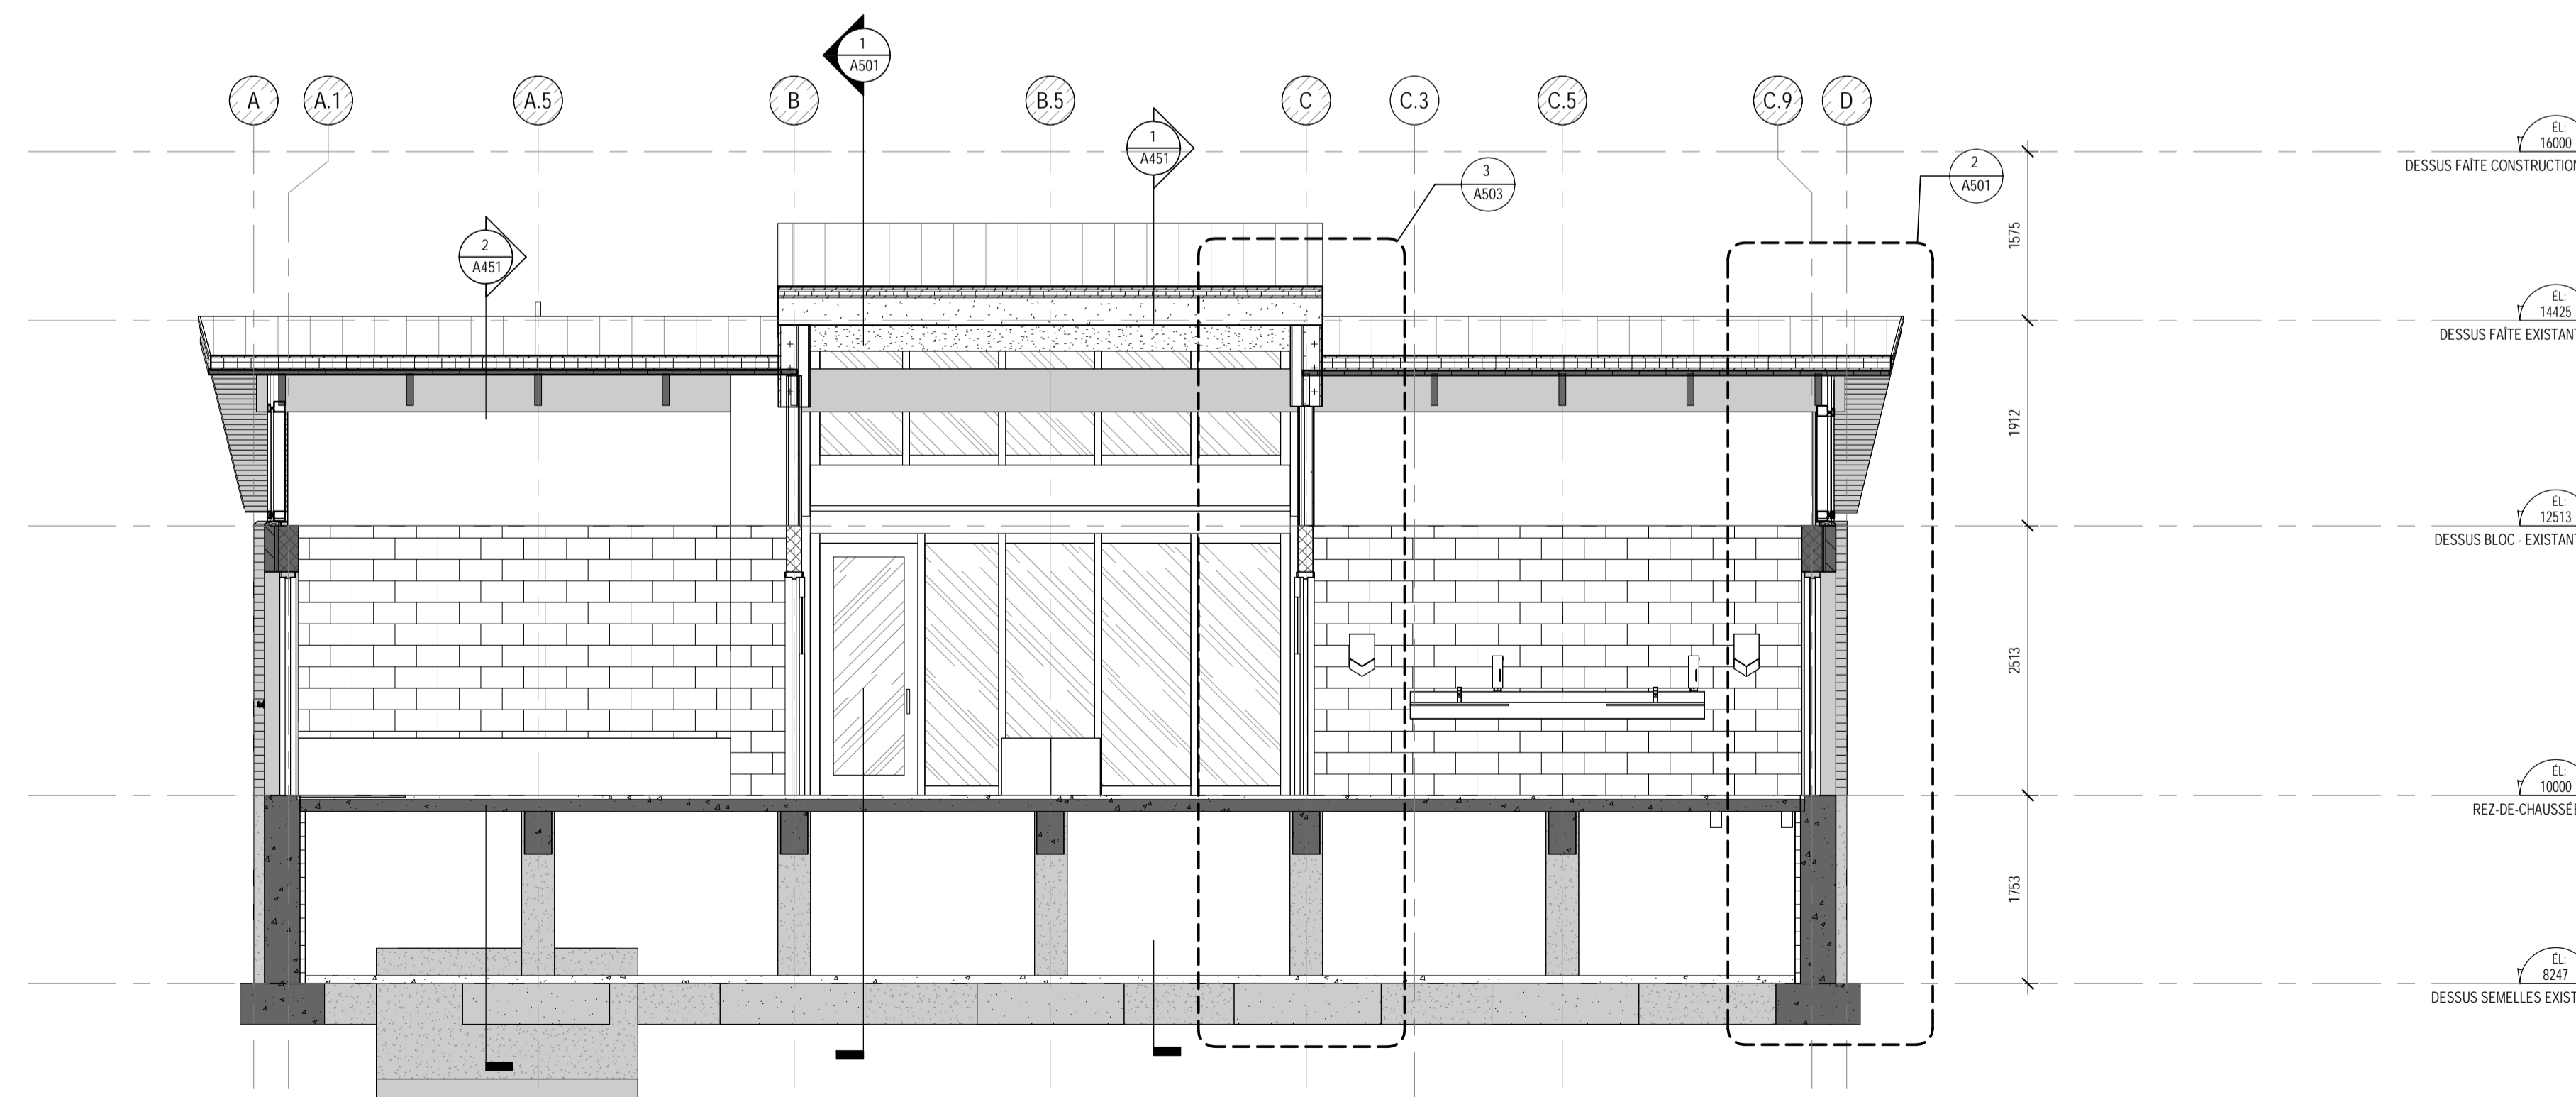 1
A501
A
A.1
A.5
B
B.5
C
C.3
C.5
C.9
D
1
A451
3
A503
2
A501
2
A451
ÉL:
16000
DESSUS FAÎTE CONSTRUCTION
1575
ÉL:
14425
DESSUS FAÎTE EXISTANT
1912
ÉL:
12513
DESSUS BLOC - EXISTANT
2513
ÉL:
10000
REZ-DE-CHAUSSÉE
1753
ÉL:
8247
DESSUS SEMELLES EXIST